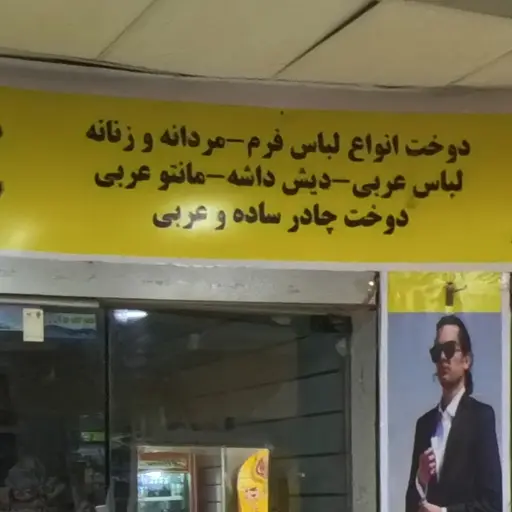 دوخت انواع لباس فرم-مردانه و زنانه
لباس عربی-دیش داشه-مانتو عربی
دوخت چادر ساده و عربی